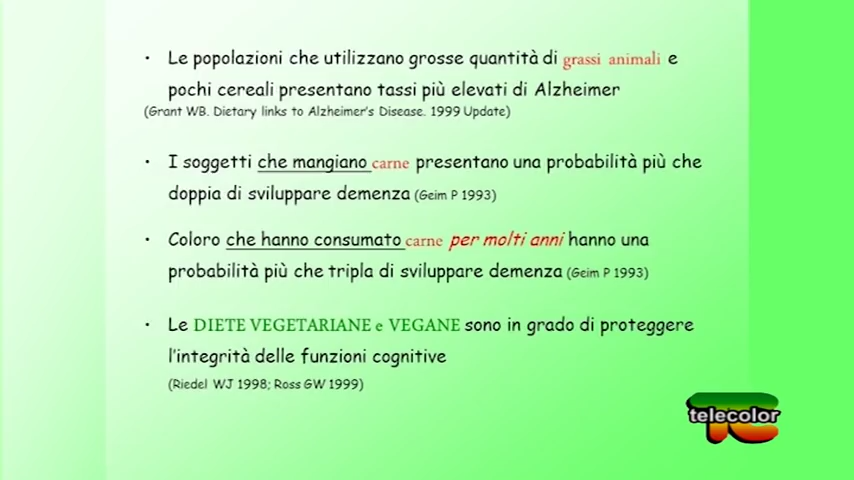 • Le popolazioni che utilizzano grosse quantità di grassi animali e
pochi cereali presentano tassi più elevati di Alzheimer
(Grant WB. Dietary links to Alzheimer's Disease. 1999 Update)
• I soggetti che mangiano carne presentano una probabilità più che
doppia di sviluppare demenza (Geim P 1993)
• Coloro che hanno consumato carne per molti anni hanno una
probabilità più che tripla di sviluppare demenza (Geim P 1993)
• Le DIETE VEGETARIANE e VEGANE sono in grado di proteggere
l'integrità delle funzioni cognitive
(Riedel WJ 1998; Ross GW 1999)
telecolor